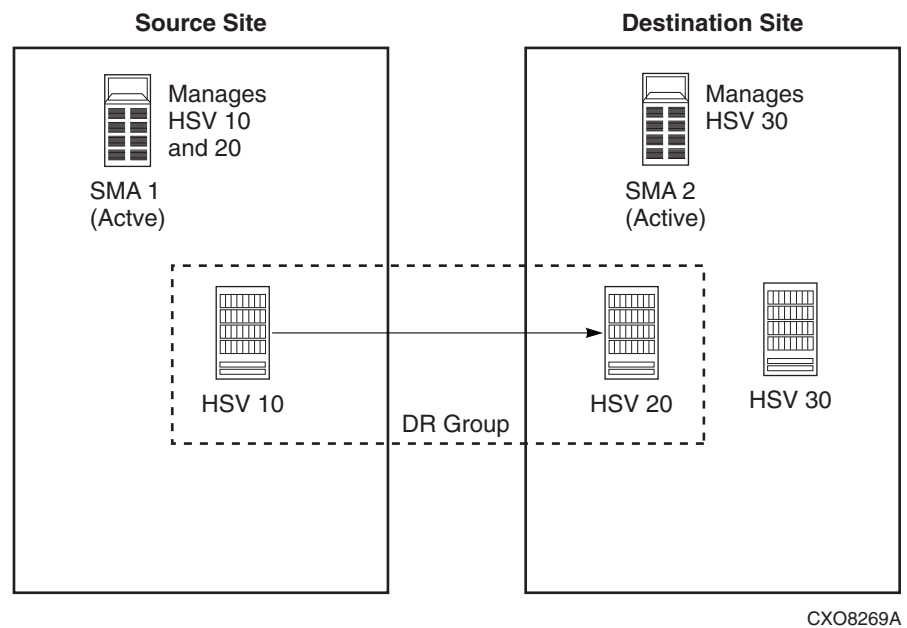 Source Site
Destination Site
Manages
HSV 10
and 20
SMA 1
(Actve)
Manages
HSV 30
SMA 2
(Active)
HSV 10
HSV 20
HSV 30
DR Group
CXO8269A